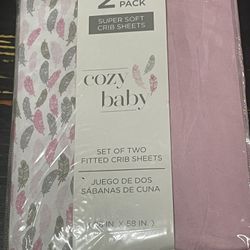 2 PACK
SUPER SOFT
CRIB SHEETS
cozy
baby
SET OF TWO
FITTED CRIB SHEETS
JUEGO DE DOS
SÁBANAS DE CUNA
IN. X 58 IN.